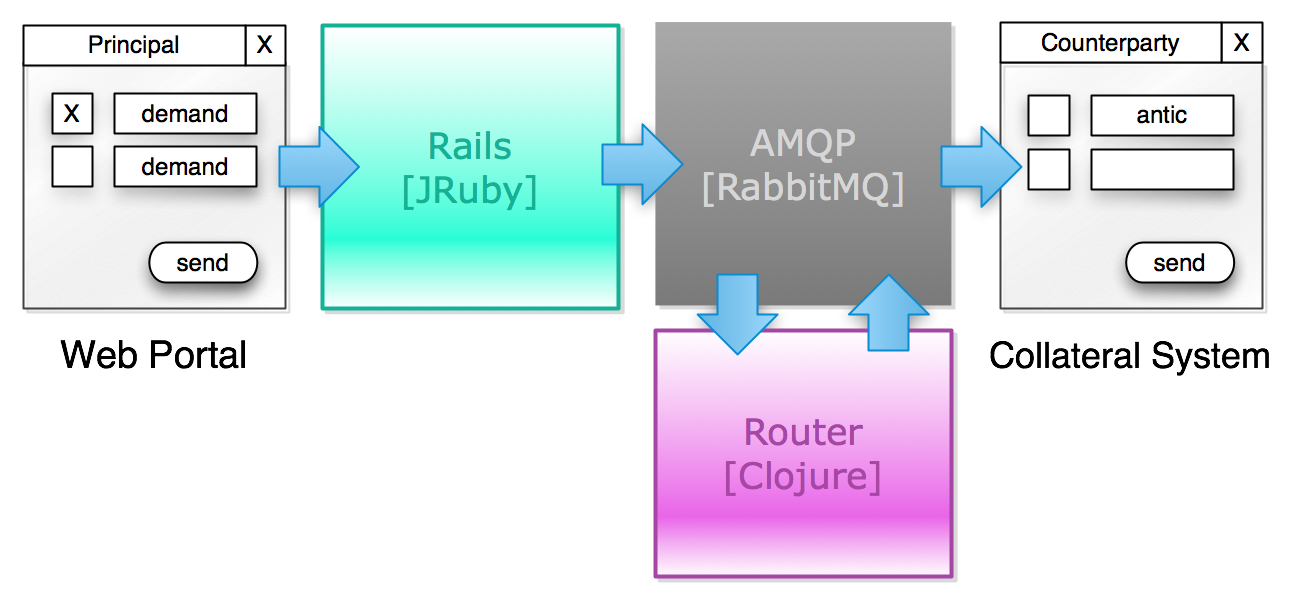 Principal X
X demand
demand
send
Web Portal
Rails
[JRuby]
AMQP
[RabbitMQ]
Router
[Clojure]
Counterparty X
antic
send
Collateral System